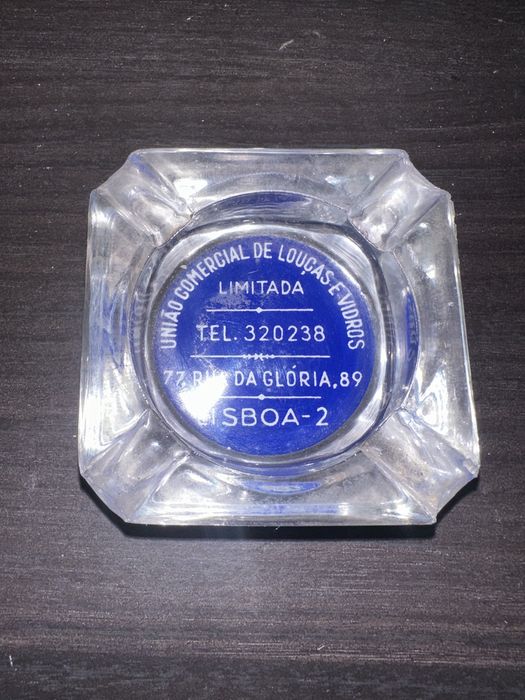 UNIÃO COMERCIAL DE LOUÇAS E VIDROS
LIMITADA
TEL. 320238
77, RUA DA GLÓRIA, 89
LISBOA-2